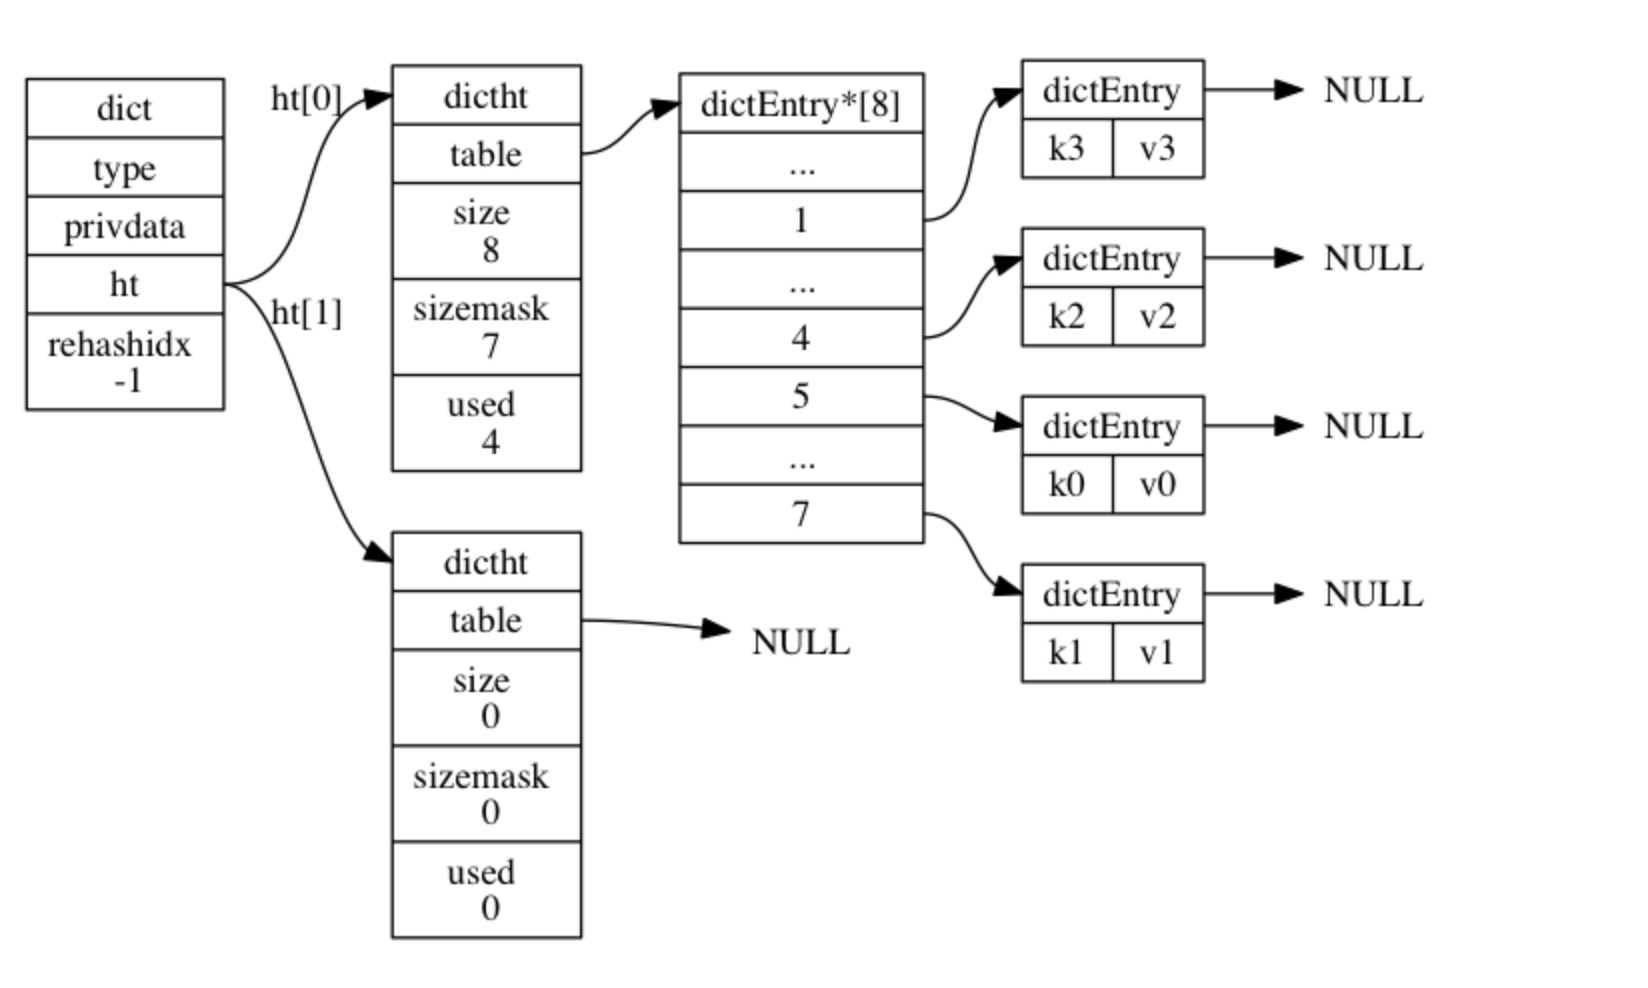 dict
type
privdata
ht
rehashidx
-1
ht[0]
ht[1]
dictht
table
size
8
sizemask
7
used
4
dictht
table
size
0
sizemask
0
used
0
NULL
dictEntry*[8]
...
1
...
4
5
...
7
dictEntry
k3 v3
NULL
dictEntry
k2 v2
NULL
dictEntry
k0 v0
NULL
dictEntry
k1 v1
NULL